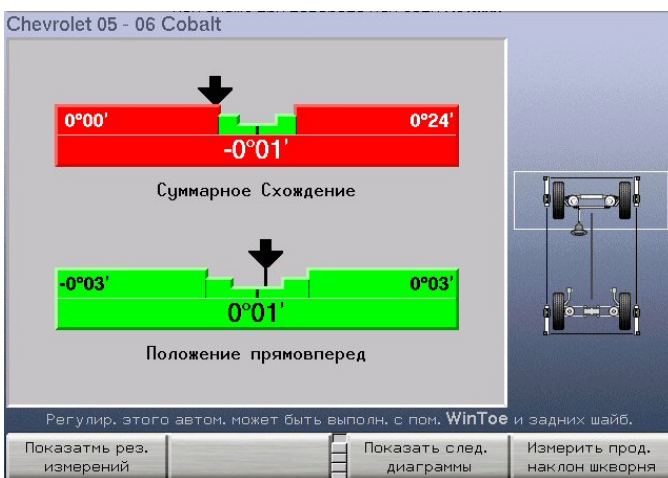 Chevrolet 05 - 06 Cobalt
0°00'
0°24'
-0°01'
Суммарное Схождение
-0°03'
0°03'
0°01'
Положение прямовперед
Регулир. этого автом. может быть выполн. с пом. WinToe и задних шайб.
Показатмь рез.
измерений
Показать след.
диаграммы
Измерить прод.
наклон шкворня